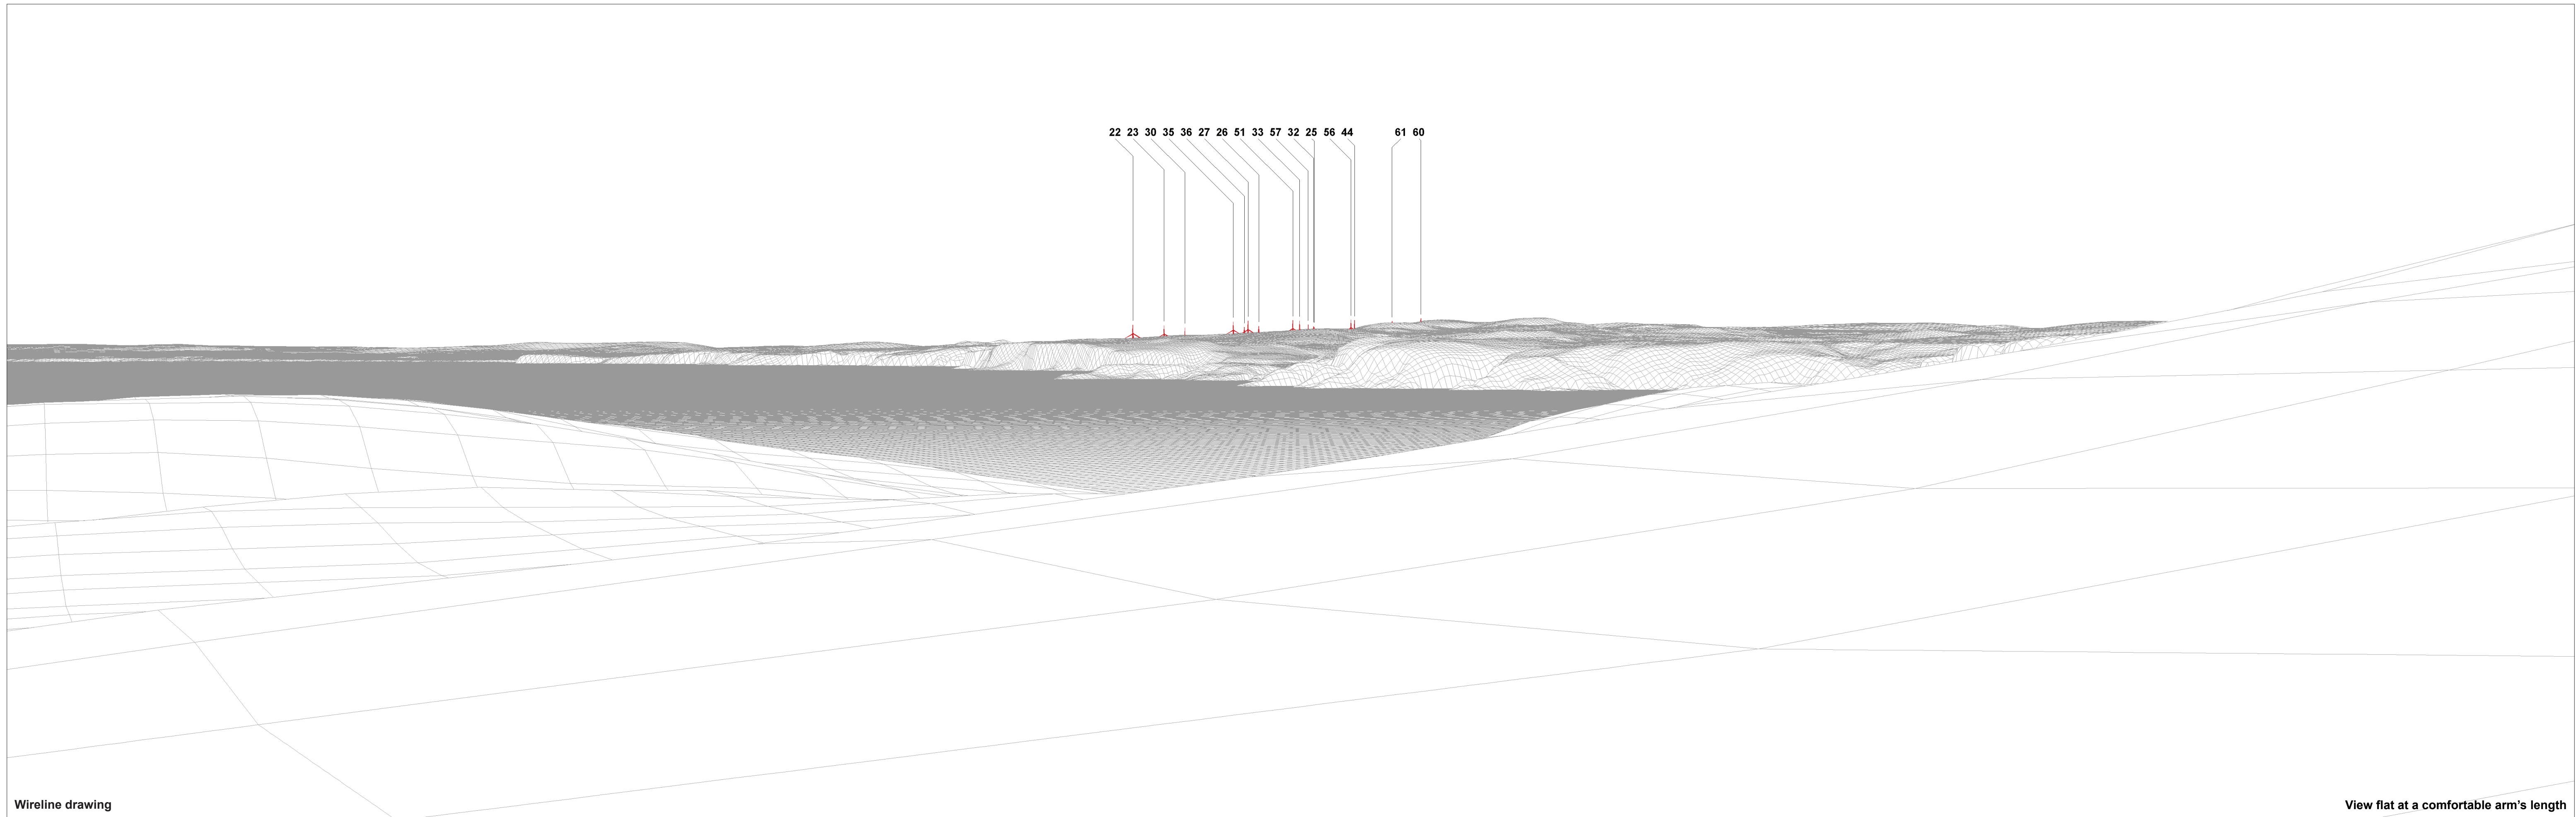 22 23 30 35 36 27 26 51 33 57 32 25 56 44 61 60
Wireline drawing
View flat at a comfortable arm's length